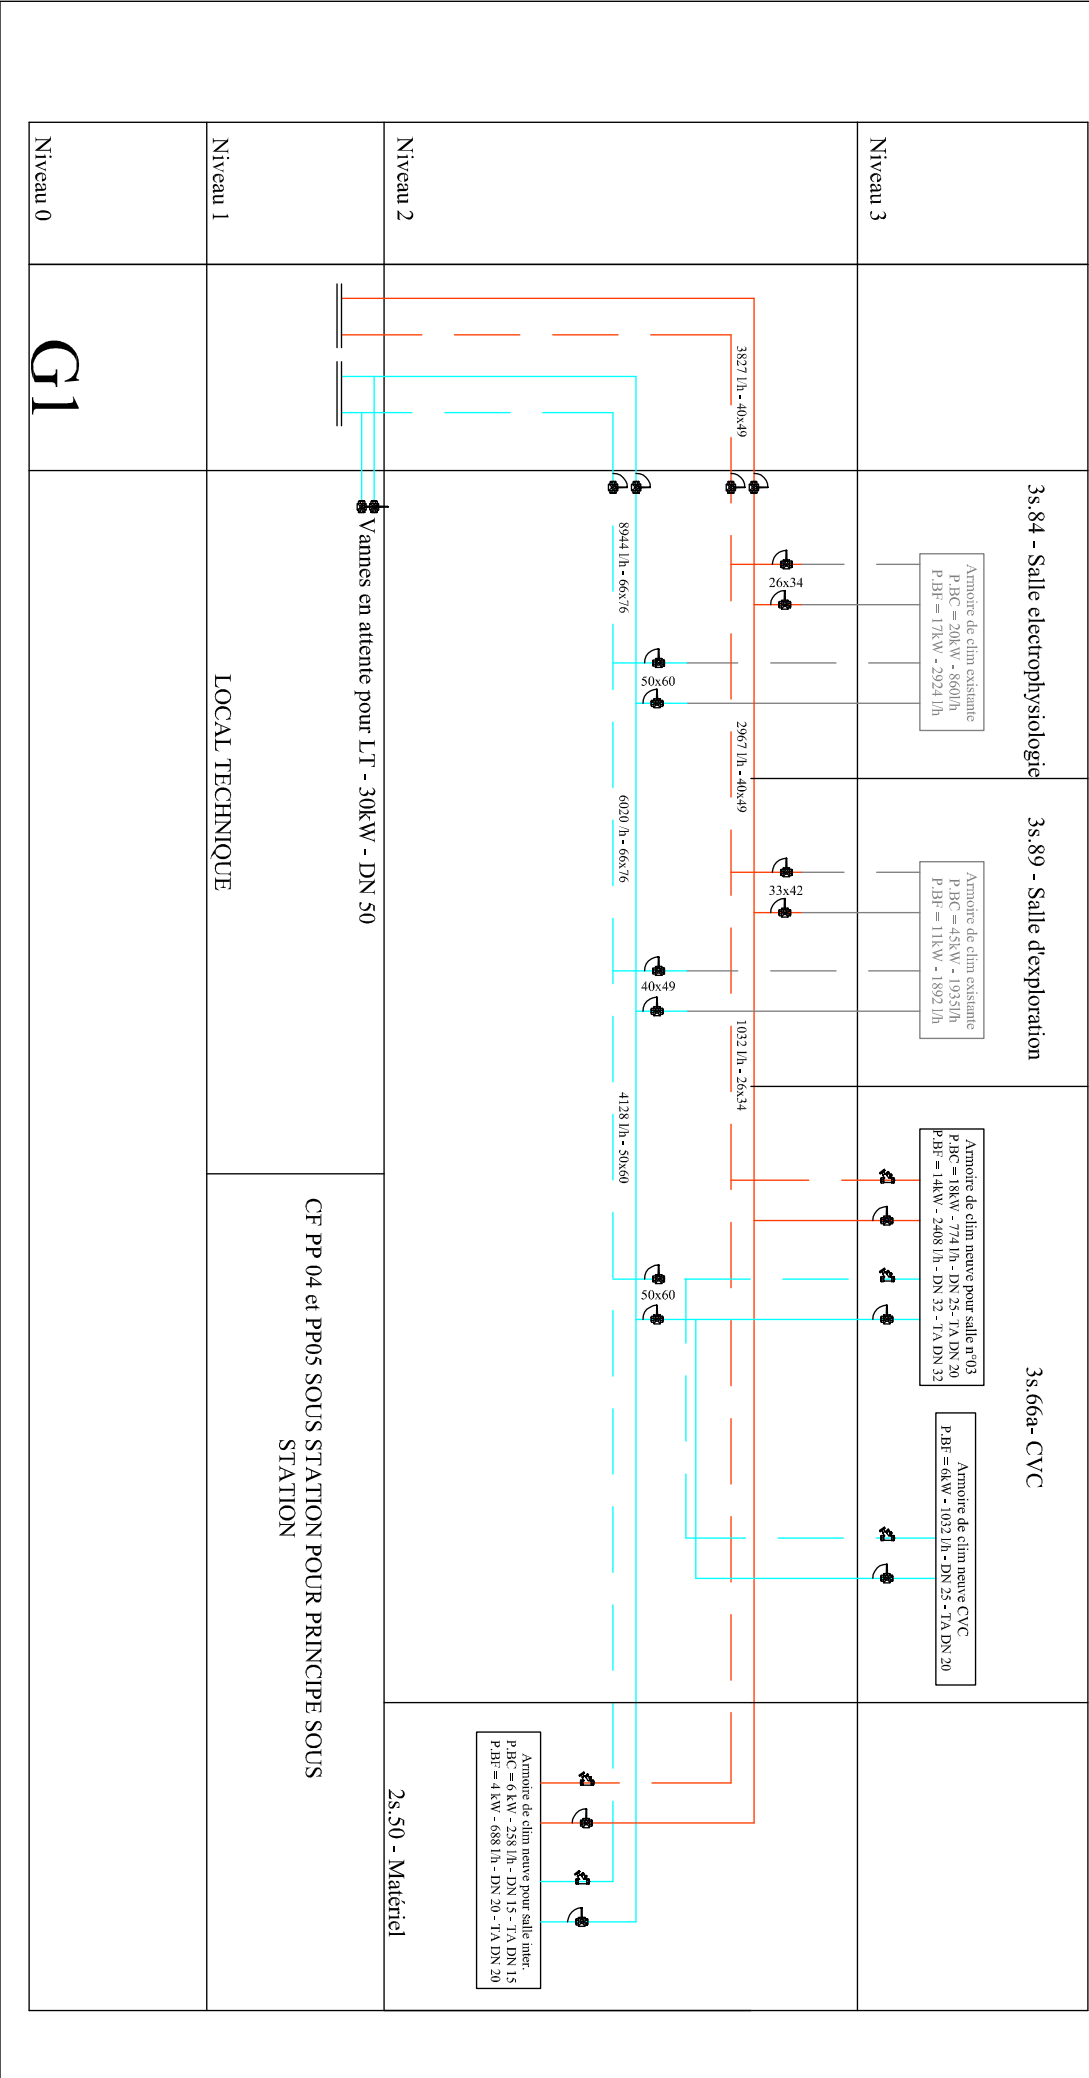 Niveau 3
Niveau 2
Niveau 1
Niveau 0
G1
3s.84 - Salle electrophysiologie
Armoire de clim existante
P.BC = 20kW - 860l/h
P.BF = 17kW - 2924 l/h
3s.89 - Salle d'exploration
Armoire de clim existante
P.BC = 45kW - 1935l/h
P.BF = 11kW - 1892 l/h
3s.66a- CVC
Armoire de clim neuve pour salle n°03
P.BC = 18kW - 774 l/h - DN 25- TA DN 20
P.BF = 14kW - 2408 l/h - DN 32 - TA DN 32
Armoire de clim neuve CVC
P.BF = 6kW - 1032 l/h - DN 25 - TA DN 20
26x34
33x42
3827 l/h - 40x49
2967 l/h - 40x49
1032 l/h - 26x34
50x60
40x49
50x60
8944 l/h - 66x76
6020 /h - 66x76
4128 l/h - 50x60
Armoire de clim neuve pour salle inter.
P.BC = 6 kW - 258 l/h - DN 15 - TA DN 15
P.BF = 4 kW - 688 l/h - DN 20 - TA DN 20
2s.50 - Matériel
Vannes en attente pour LT - 30kW - DN 50
LOCAL TECHNIQUE
CF PP 04 et PP05 SOUS STATION POUR PRINCIPE SOUS
STATION